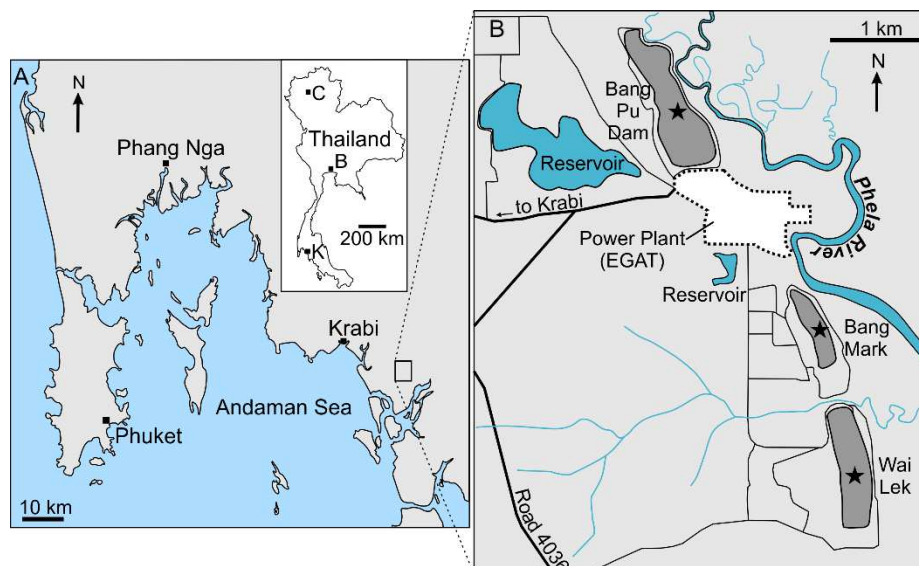 A
N
Phang Nga
Krabi
Andaman Sea
Phuket
10 km
C
Thailand
B
200 km
K
B
1 km
N
Bang
Pu
Dam
Reservoir
to Krabi
Power Plant
(EGAT)
Phela River
Reservoir
Bang
Mark
Wai
Lek
Road 4036